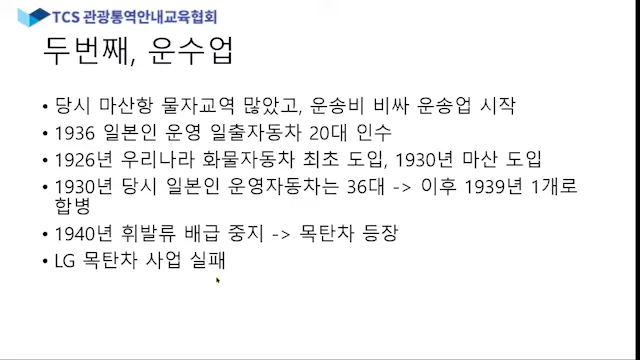 TCS 관광통역안내교육협회
두번째, 운수업
• 당시 마산항 물자교역 많았고, 운송비 비싸 운송업 시작
• 1936 일본인 운영 일출자동차 20대 인수
• 1926년 우리나라 화물자동차 최초 도입, 1930년 마산 도입
• 1930년 당시 일본인 운영자동차는 36대 -> 이후 1939년 1개로
합병
• 1940년 휘발류 배급 중지 -> 목탄차 등장
• LG 목탄차 사업 실패